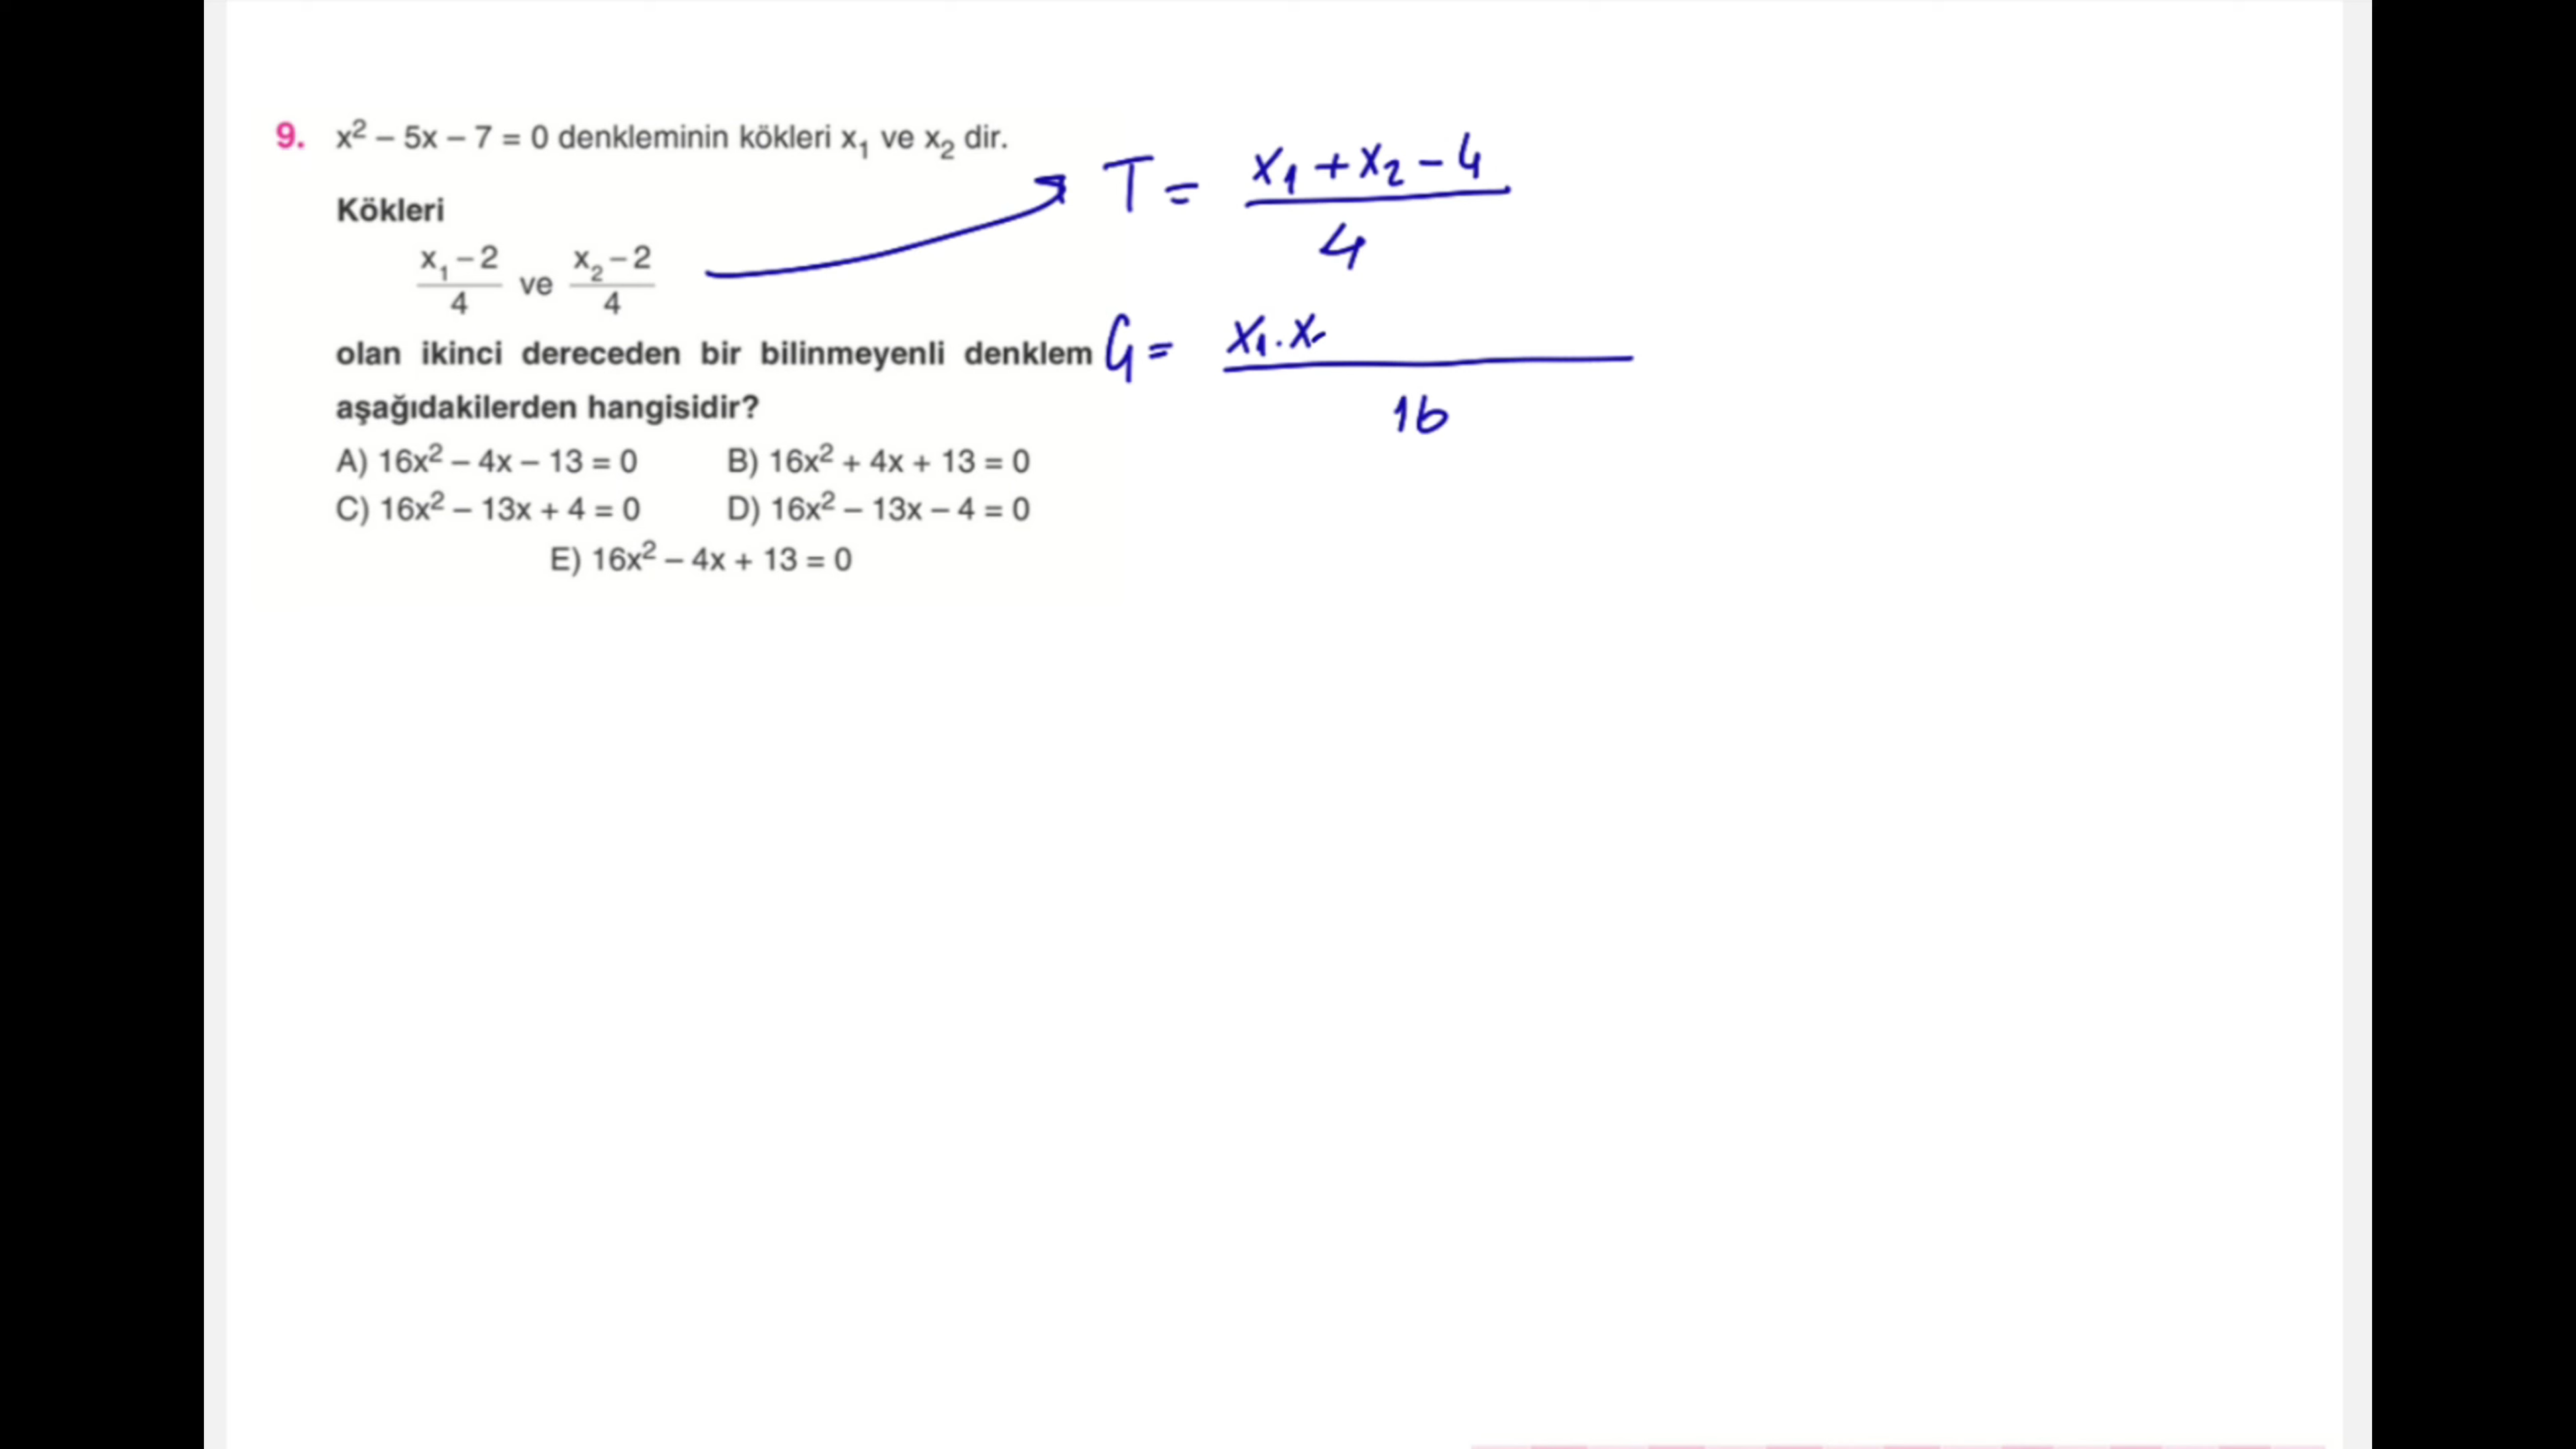 9. x² – 5x – 7 = 0 denkleminin kökleri x₁ ve x₂ dir.
Kökleri
(x₁ – 2)/4 ve (x₂ – 2)/4
olan ikinci dereceden bir bilinmeyenli denklem
aşağıdakilerden hangisidir?
A) 16x² – 4x – 13 = 0 B) 16x² + 4x + 13 = 0
C) 16x² – 13x + 4 = 0 D) 16x² – 13x – 4 = 0
E) 16x² – 4x + 13 = 0
T = (x₁ + x₂ – 4)/4
Ç = (x₁ . x)/16